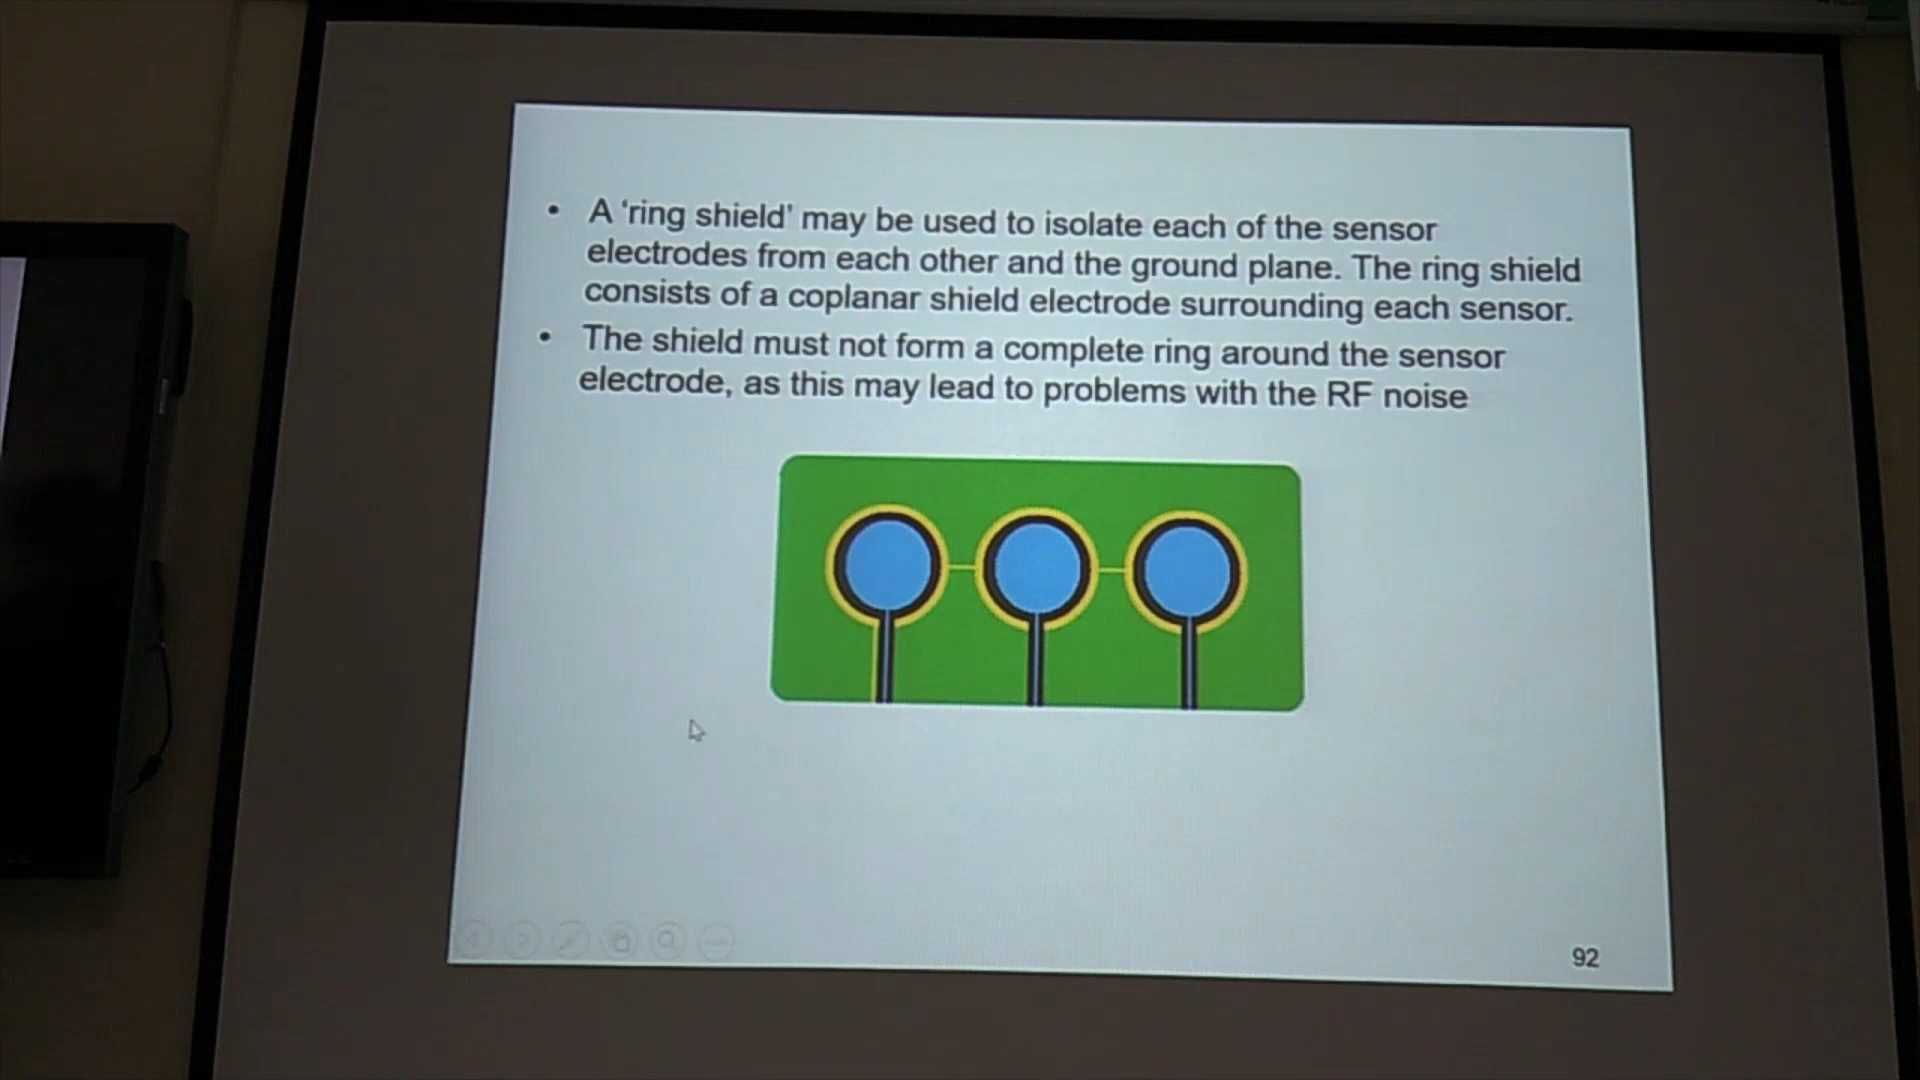 • A ‘ring shield’ may be used to isolate each of the sensor
electrodes from each other and the ground plane. The ring shield
consists of a coplanar shield electrode surrounding each sensor.
• The shield must not form a complete ring around the sensor
electrode, as this may lead to problems with the RF noise
92